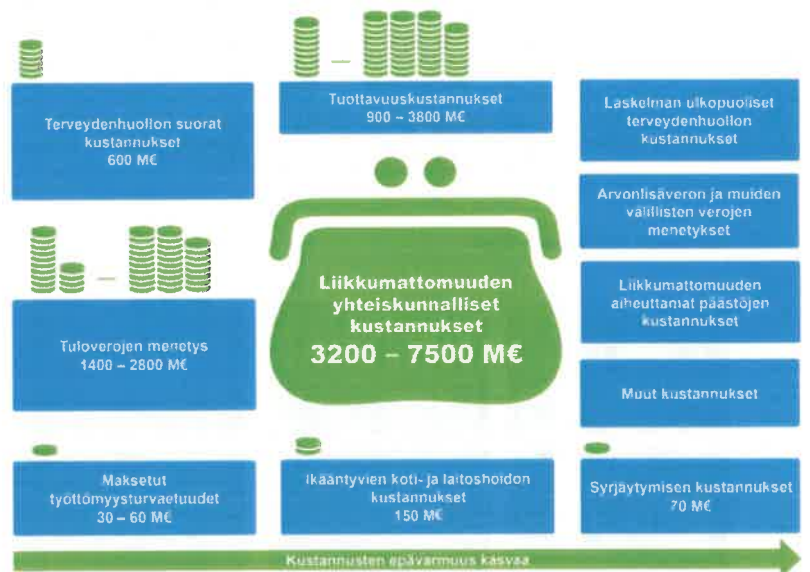 Terveydenhuollon suorat
kustannukset
600 M€
Tuottavuuskustannukset
900 – 3800 M€
Laskelman ulkopuoliset
terveydenhuollon
kustannukset
Arvonlisäveron ja muiden
välillisten verojen
menetykset
Tuloverojen menetys
1400 – 2800 M€
Liikkumattomuuden
yhteiskunnalliset
kustannukset
3200 – 7500 M€
Liikkumattomuuden
aiheuttamat päästöjen
kustannukset
Muut kustannukset
Maksetut
työttömyysturvaetuudet
30 – 60 M€
Ikääntyvien koti- ja laitoshoidon
kustannukset
150 M€
Syrjäytymisen kustannukset
70 M€
Kustannusten epävarmuus kasvaa